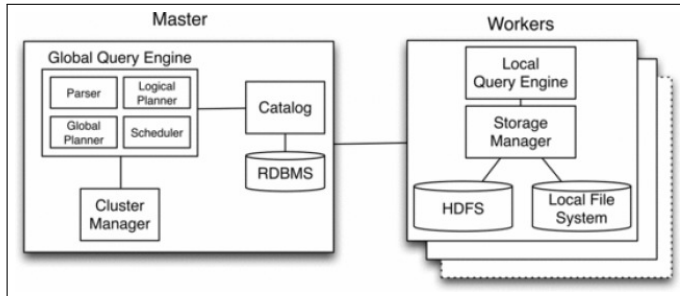 Master
Workers
Global Query Engine
Parser
Logical
Planner
Global
Planner
Scheduler
Catalog
RDBMS
Cluster
Manager
Local
Query Engine
Storage
Manager
HDFS
Local File
System